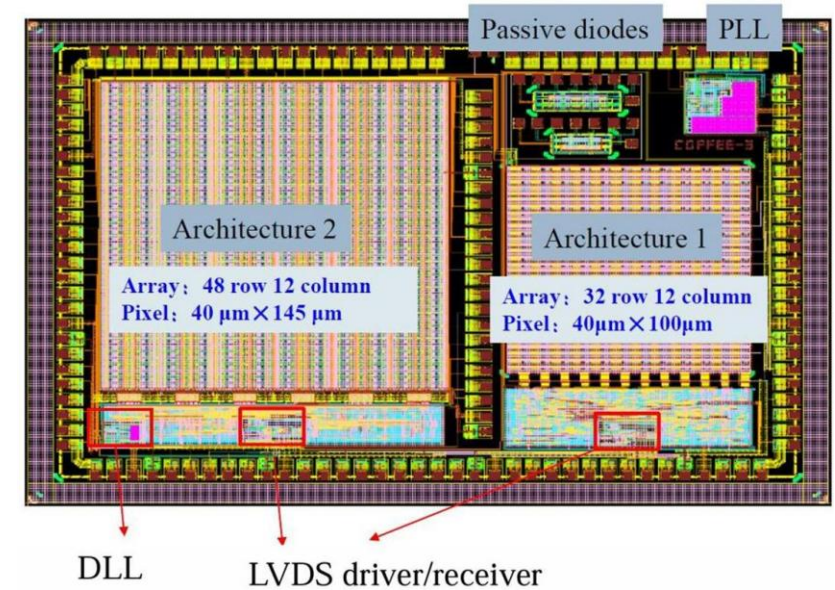 Passive diodes
PLL
COFFEE-3
Architecture 2
Architecture 1
Array：48 row 12 column
Pixel：40 μm×145 μm
Array：32 row 12 column
Pixel：40μm×100μm
DLL
LVDS driver/receiver